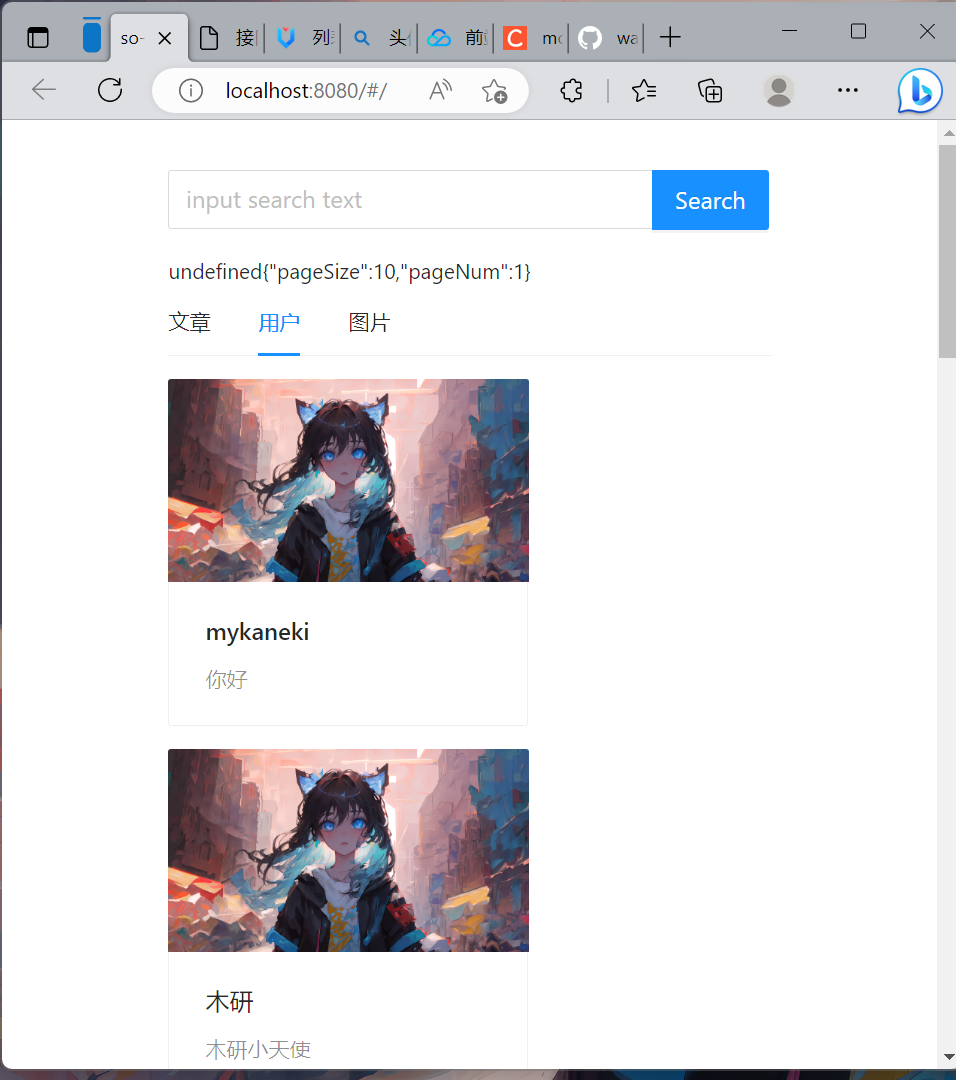 so-
接
列
头
前
C
mo
wa
localhost:8080/#/
input search text
Search
undefined{"pageSize":10,"pageNum":1}
文章 用户 图片
mykaneki
你好
木研
木研小天使